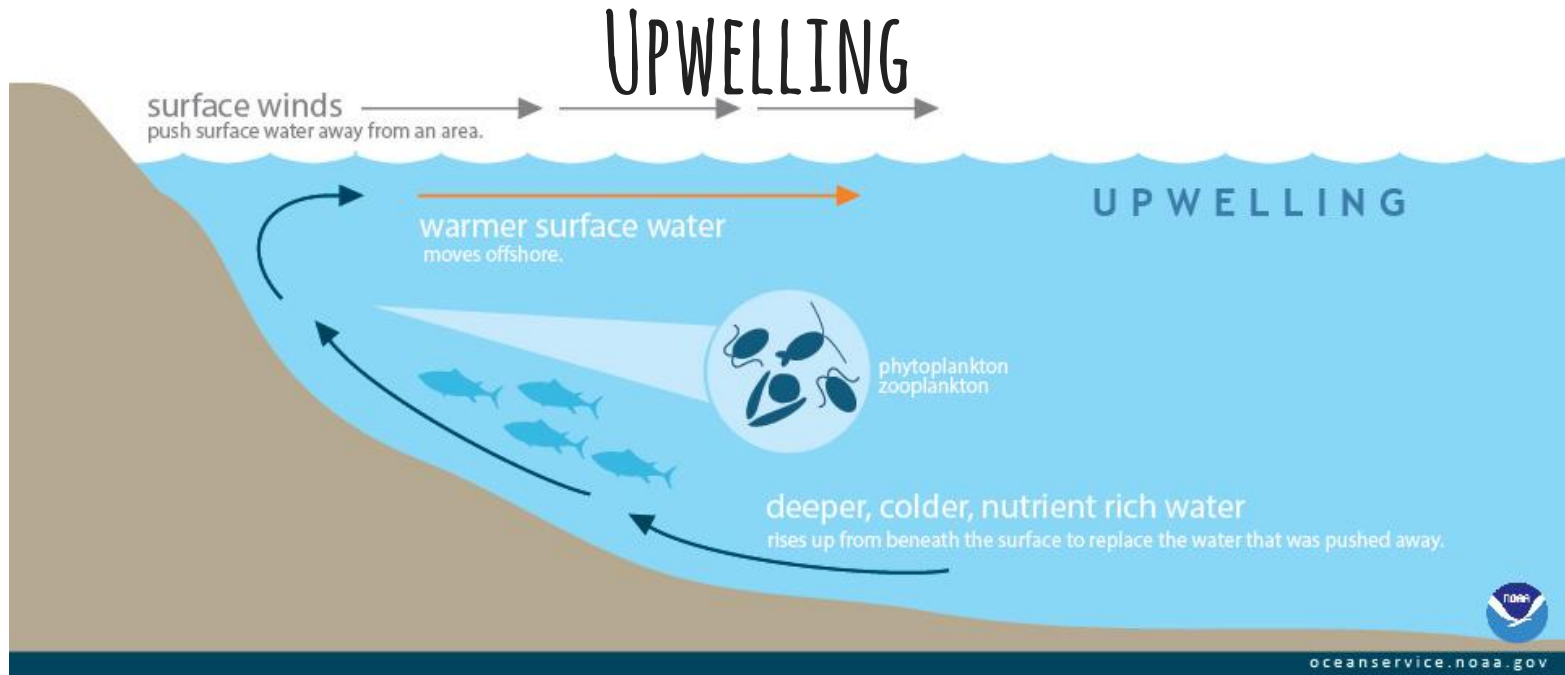 UPWELLING
surface winds
push surface water away from an area.
UPWELLING
warmer surface water
moves offshore.
phytoplankton
zooplankton
deeper, colder, nutrient rich water
rises up from beneath the surface to replace the water that was pushed away.
noaa
oceanservice.noaa.gov